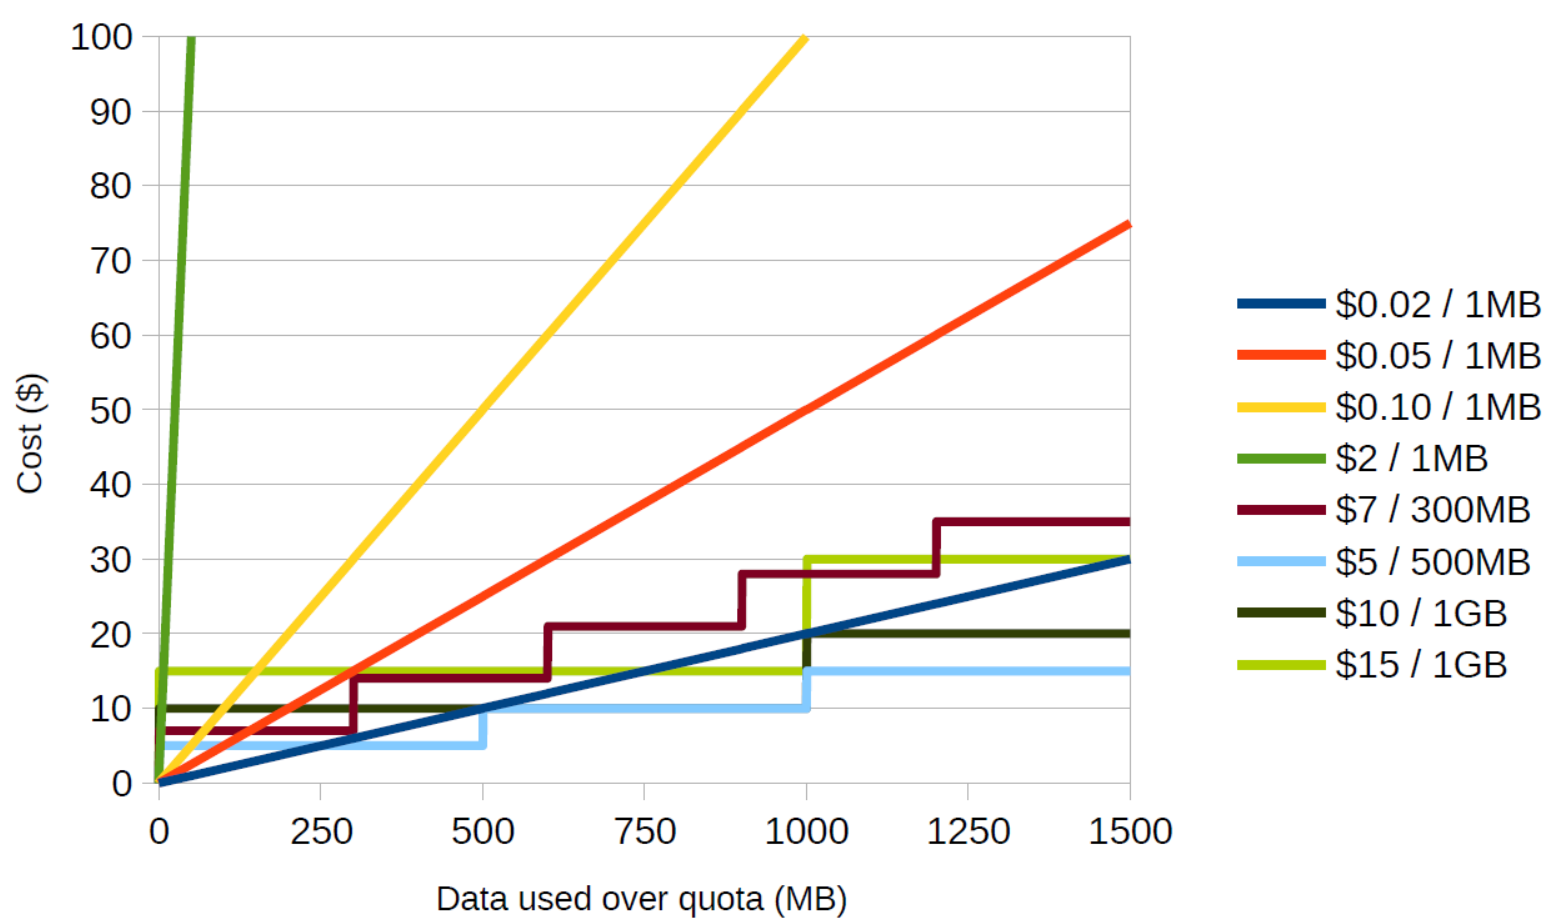 100
90
80
70
60
50
40
30
20
10
0
Cost ($)
0 250 500 750 1000 1250 1500
Data used over quota (MB)
$0.02 / 1MB
$0.05 / 1MB
$0.10 / 1MB
$2 / 1MB
$7 / 300MB
$5 / 500MB
$10 / 1GB
$15 / 1GB